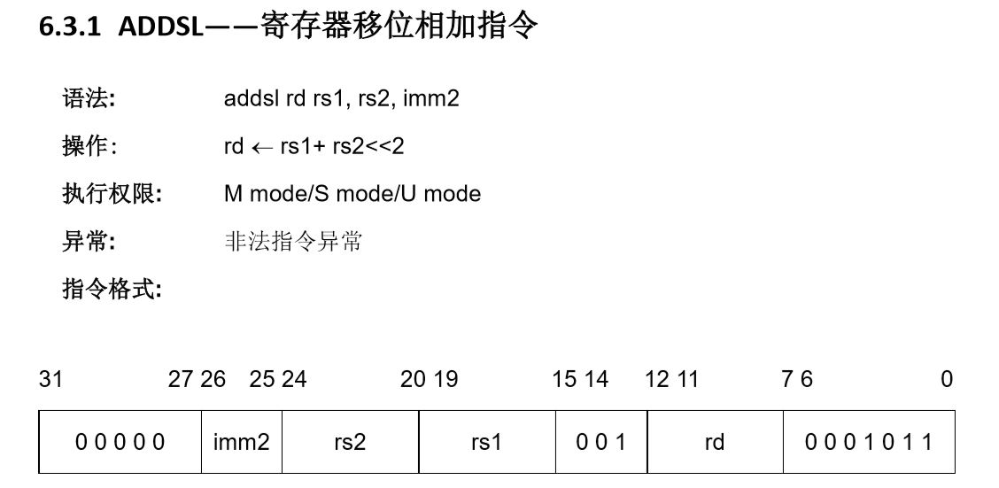 6.3.1 ADDSL——寄存器移位相加指令
语法: addsl rd rs1, rs2, imm2
操作: rd ← rs1+ rs2<<2
执行权限: M mode/S mode/U mode
异常: 非法指令异常
指令格式:
31 27 26 25 24 20 19 15 14 12 11 7 6 0
0 0 0 0 0 imm2 rs2 rs1 0 0 1 rd 0 0 0 1 0 1 1